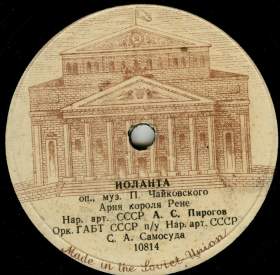 ИОЛАНТА
оп., муз. П. Чайковского
Ария короля Рене
Нар. арт. СССР А. С. Пирогов
Орк. ГАБТ СССР п/у Нар. арт. СССР
С. А. Самосуда
10814
Made in the Soviet Union